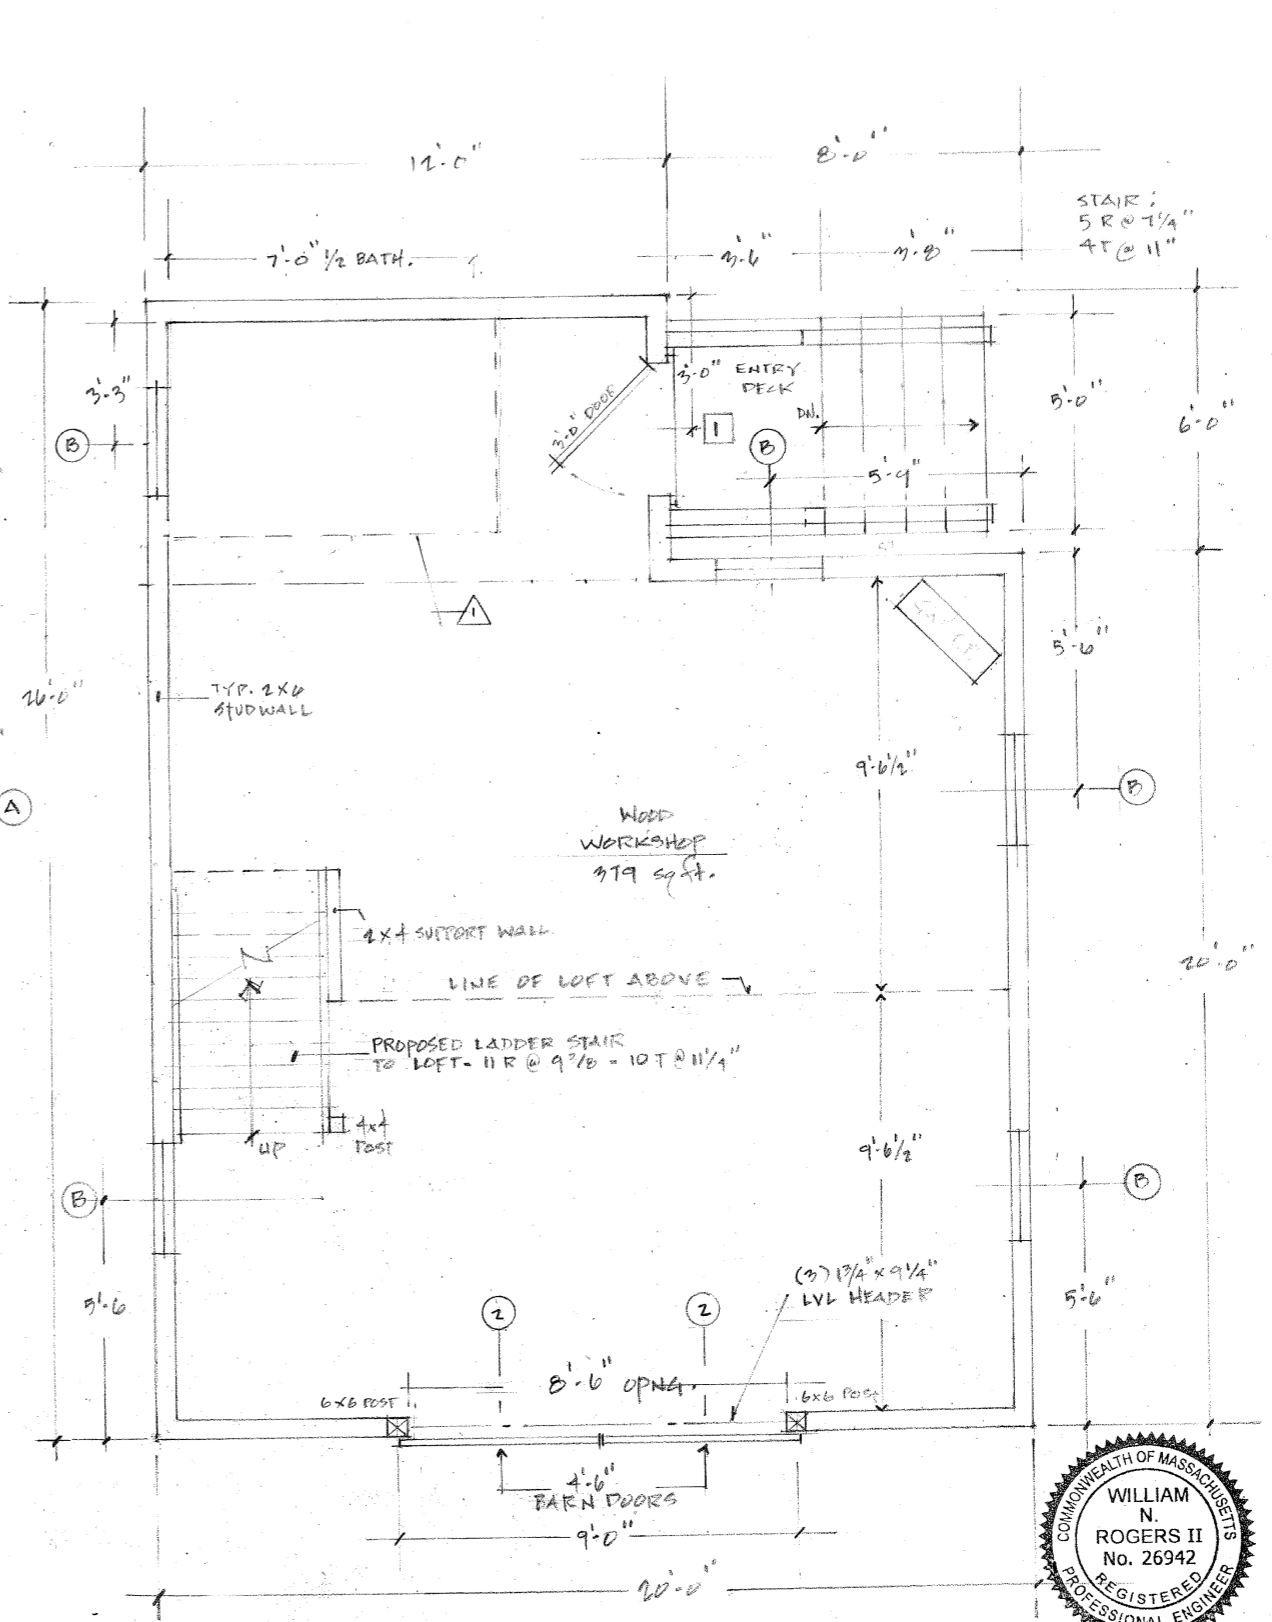 12'-0"
8'-0"
STAIR:
5 R @ 7 1/4"
4 T @ 11"
7'-0" 1/2 BATH.
3'-6"
3'-8"
3'-3"
B
3'-0" DOOR
3'-0"
ENTRY
DECK
1
DN.
B
5'-9"
5'-0"
6'-0"
1
5'-6"
26'-0"
TYP. 2X6
STUDWALL
9'-6 1/2"
B
A
WOOD
WORKSHOP
379 sq ft.
2X4 SUPPORT WALL
LINE OF LOFT ABOVE
20'-0"
PROPOSED LADDER STAIR
TO LOFT - 11 R @ 9 3/8 - 10 T @ 11 1/4"
4x4
POST
UP
9'-6 1/2"
B
B
5'-6
(3) 1 3/4" x 9 1/4"
LVL HEADER
5'-6"
2
2
8'-6" OPNG.
6X6 POST
6X6 POST
4'-6"
BARN DOORS
9'-0"
20'-0"
COMMONWEALTH OF MASSACHUSETTS
WILLIAM
N.
ROGERS II
No. 26942
REGISTERED
PROFESSIONAL ENGINEER